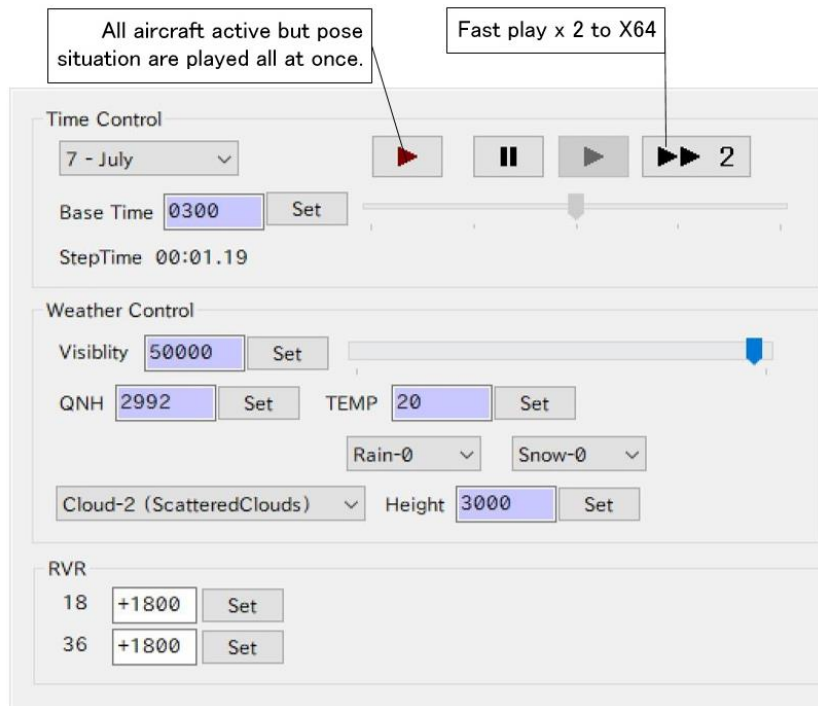 All aircraft active but pose
situation are played all at once.
Fast play x 2 to X64
Time Control
7 - July
2
Base Time 0300 Set
StepTime 00:01.19
Weather Control
Visiblity 50000 Set
QNH 2992 Set TEMP 20 Set
Rain-0 Snow-0
Cloud-2 (ScatteredClouds) Height 3000 Set
RVR
18 +1800 Set
36 +1800 Set